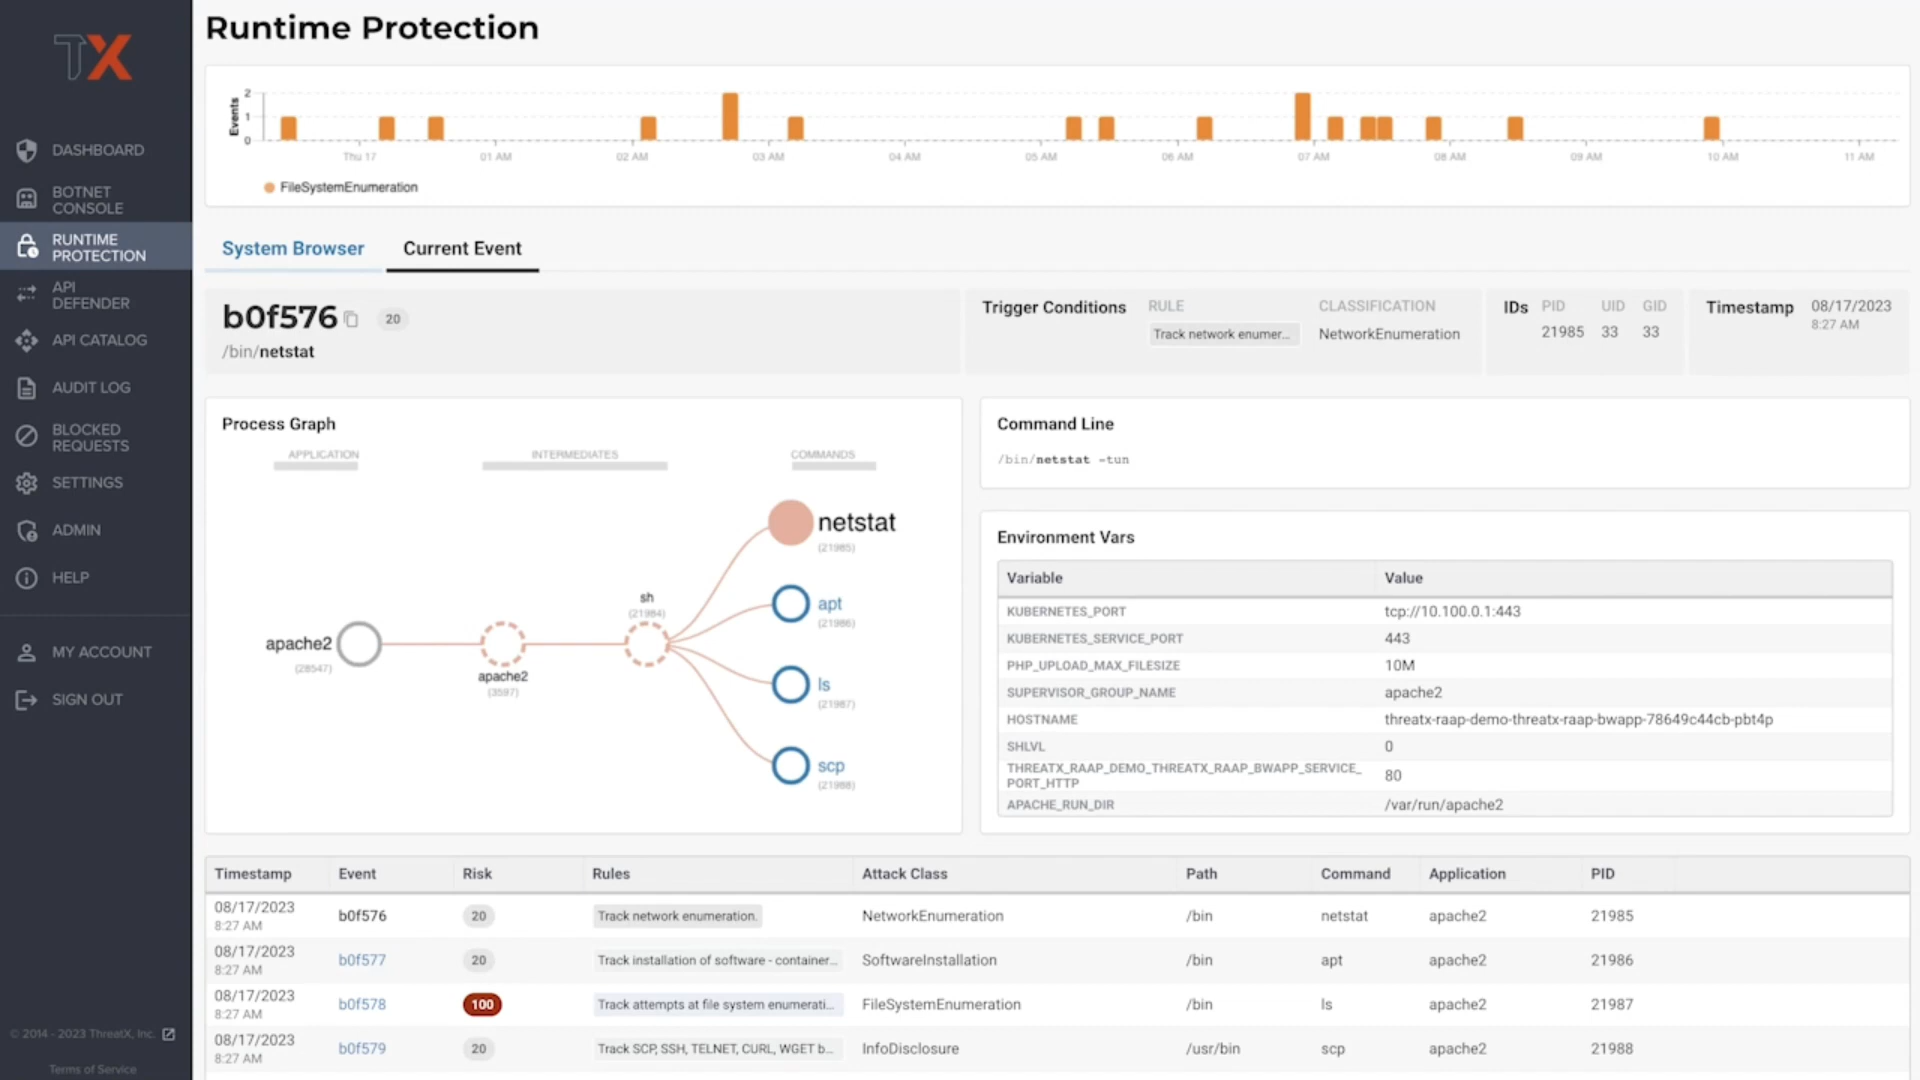 TX
DASHBOARD
BOTNET
CONSOLE
RUNTIME
PROTECTION
API
DEFENDER
API CATALOG
AUDIT LOG
BLOCKED
REQUESTS
SETTINGS
ADMIN
HELP
MY ACCOUNT
SIGN OUT
© 2014 - 2023 ThreatX, Inc.
Terms of Service
Runtime Protection
Events
2
1
0
Thu 17 01 AM 02 AM 03 AM 04 AM 05 AM 06 AM 07 AM 08 AM 09 AM 10 AM 11 AM
FileSystemEnumeration
System Browser Current Event
b0f576 20
/bin/netstat
Trigger Conditions RULE CLASSIFICATION
Track network enumer... NetworkEnumeration
IDs PID UID GID
21985 33 33
Timestamp 08/17/2023
8:27 AM
Process Graph
APPLICATION INTERMEDIATES COMMANDS
netstat
(21985)
apt
(21986)
sh
(21984)
apache2
(28547)
apache2
(3597)
ls
(21987)
scp
(21988)
Command Line
/bin/netstat -tun
Environment Vars
Variable Value
KUBERNETES_PORT tcp://10.100.0.1:443
KUBERNETES_SERVICE_PORT 443
PHP_UPLOAD_MAX_FILESIZE 10M
SUPERVISOR_GROUP_NAME apache2
HOSTNAME threatx-raap-demo-threatx-raap-bwapp-78649c44cb-pbt4p
SHLVL 0
THREATX_RAAP_DEMO_THREATX_RAAP_BWAPP_SERVICE_
PORT_HTTP 80
APACHE_RUN_DIR /var/run/apache2
Timestamp Event Risk Rules Attack Class Path Command Application PID
08/17/2023
8:27 AM b0f576 20 Track network enumeration. NetworkEnumeration /bin netstat apache2 21985
08/17/2023
8:27 AM b0f577 20 Track installation of software - container... SoftwareInstallation /bin apt apache2 21986
08/17/2023
8:27 AM b0f578 100 Track attempts at file system enumerati... FileSystemEnumeration /bin ls apache2 21987
08/17/2023
8:27 AM b0f579 20 Track SCP, SSH, TELNET, CURL, WGET b... InfoDisclosure /usr/bin scp apache2 21988